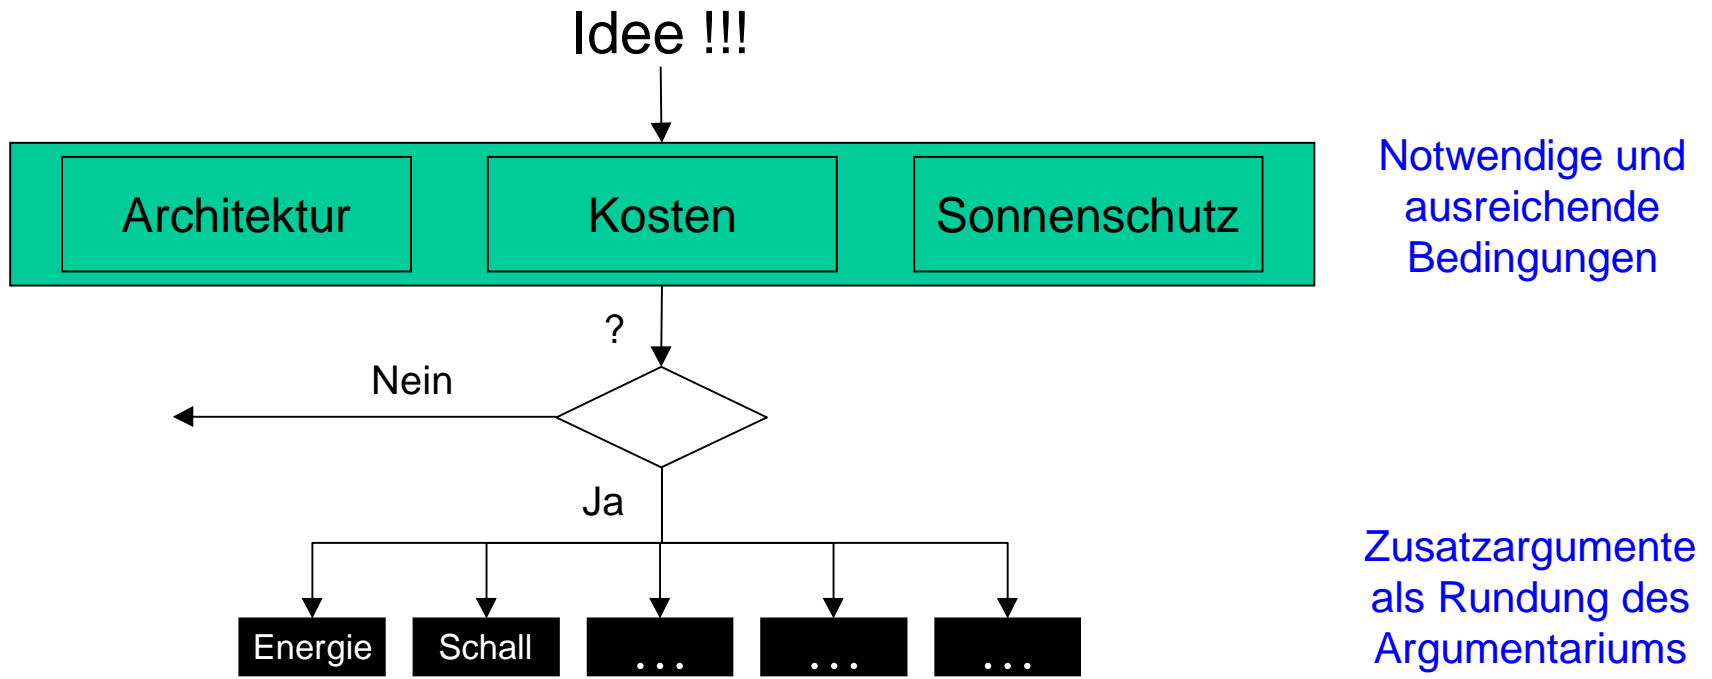 Idee !!!
Architektur
Kosten
Sonnenschutz
Notwendige und
ausreichende
Bedingungen
?
Nein
Ja
Zusatzargumente
als Rundung des
Argumentariums
Energie
Schall
...
...
...